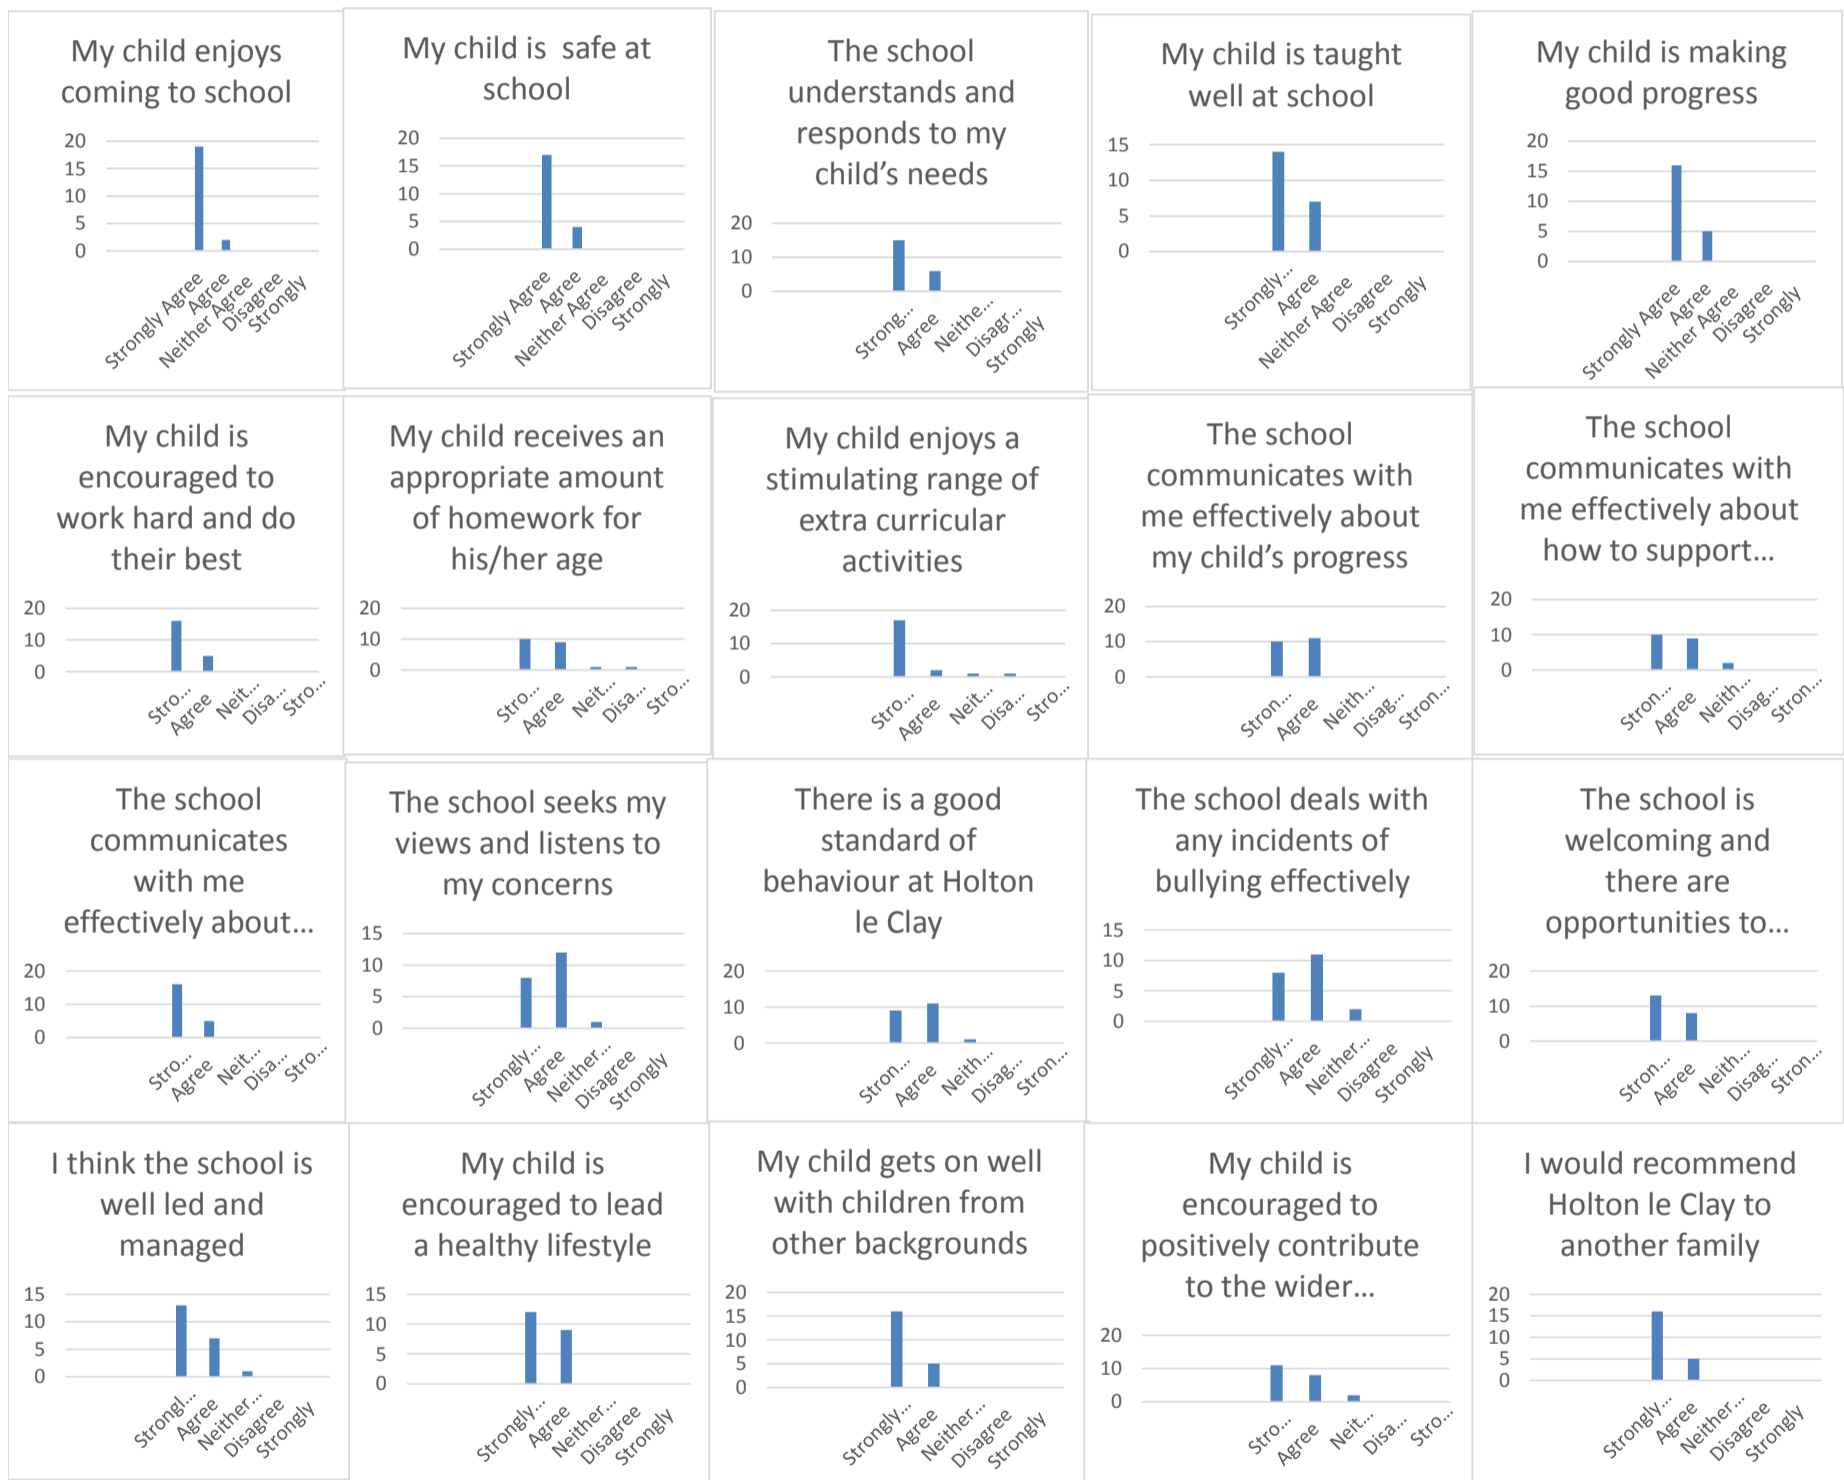 My child enjoys
coming to school
20
15
10
5
0
Strongly Agree
Agree
Neither Agree
Disagree
Strongly
My child is  safe at
school
20
15
10
5
0
Strongly Agree
Agree
Neither Agree
Disagree
Strongly
The school
understands and
responds to my
child’s needs
20
10
0
Strong...
Agree
Neithe...
Disagr...
Strongly
My child is taught
well at school
15
10
5
0
Strongly...
Agree
Neither Agree
Disagree
Strongly
My child is making
good progress
20
15
10
5
0
Strongly Agree
Agree
Neither Agree
Disagree
Strongly
My child is
encouraged to
work hard and do
their best
20
10
0
Stro...
Agree
Neit...
Disa...
Stro...
My child receives an
appropriate amount
of homework for
his/her age
20
10
0
Stro...
Agree
Neit...
Disa...
Stro...
My child enjoys a
stimulating range of
extra curricular
activities
20
10
0
Stro...
Agree
Neit...
Disa...
Stro...
The school
communicates with
me effectively about
my child’s progress
20
10
0
Stron...
Agree
Neith...
Disag...
Stron...
The school
communicates with
me effectively about
how to support...
20
10
0
Stron...
Agree
Neith...
Disag...
Stron...
The school
communicates
with me
effectively about...
20
10
0
Stro...
Agree
Neit...
Disa...
Stro...
The school seeks my
views and listens to
my concerns
15
10
5
0
Strongly...
Agree
Neither...
Disagree
Strongly
There is a good
standard of
behaviour at Holton
le Clay
20
10
0
Stron...
Agree
Neith...
Disag...
Stron...
The school deals with
any incidents of
bullying effectively
15
10
5
0
Strongly...
Agree
Neither...
Disagree
Strongly
The school is
welcoming and
there are
opportunities to...
20
10
0
Stron...
Agree
Neith...
Disag...
Stron...
I think the school is
well led and
managed
15
10
5
0
Strongl...
Agree
Neither...
Disagree
Strongly
My child is
encouraged to lead
a healthy lifestyle
15
10
5
0
Strongly...
Agree
Neither...
Disagree
Strongly
My child gets on well
with children from
other backgrounds
20
15
10
5
0
Strongly...
Agree
Neither...
Disagree
Strongly
My child is
encouraged to
positively contribute
to the wider...
20
10
0
Stro...
Agree
Neit...
Disa...
Stro...
I would recommend
Holton le Clay to
another family
20
15
10
5
0
Strongly...
Agree
Neither...
Disagree
Strongly